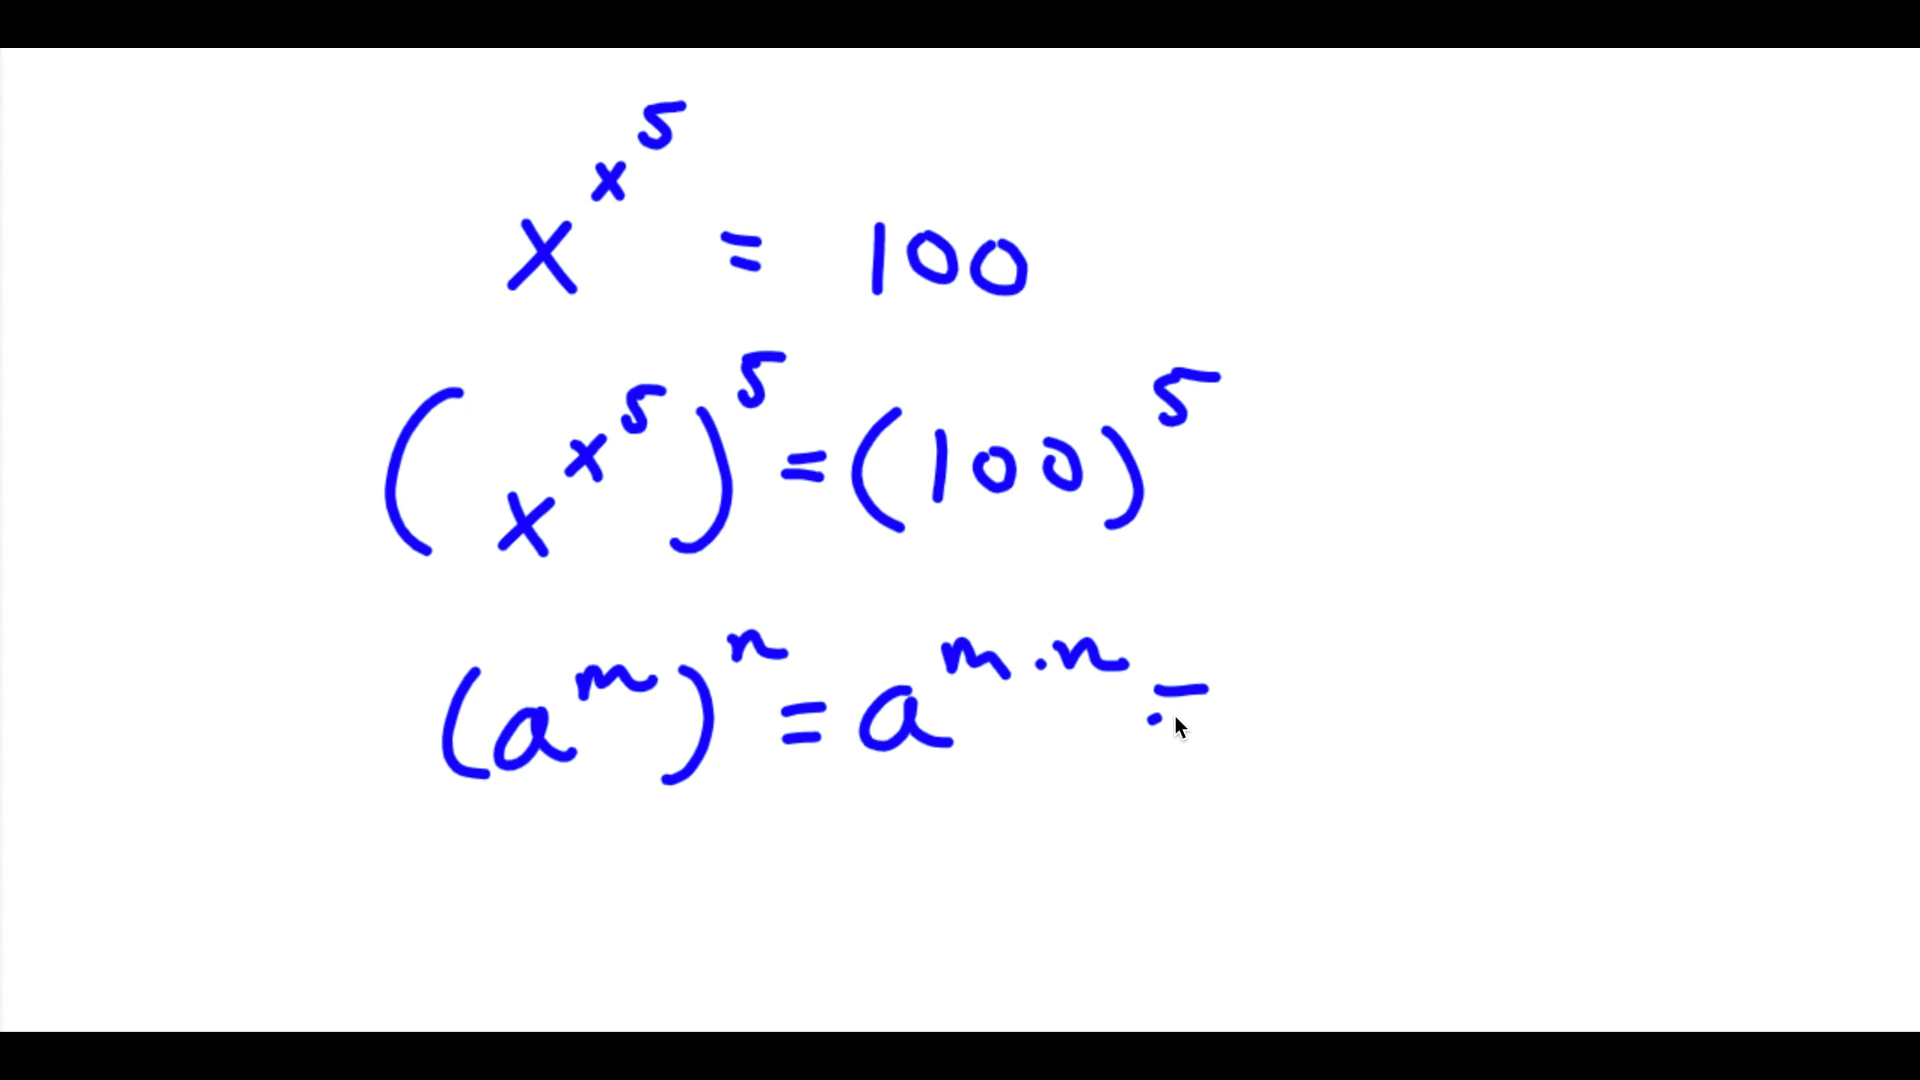 x^{x^5} = 100
(x^{x^5})^5 = (100)^5
(a^m)^n = a^{m·n} =